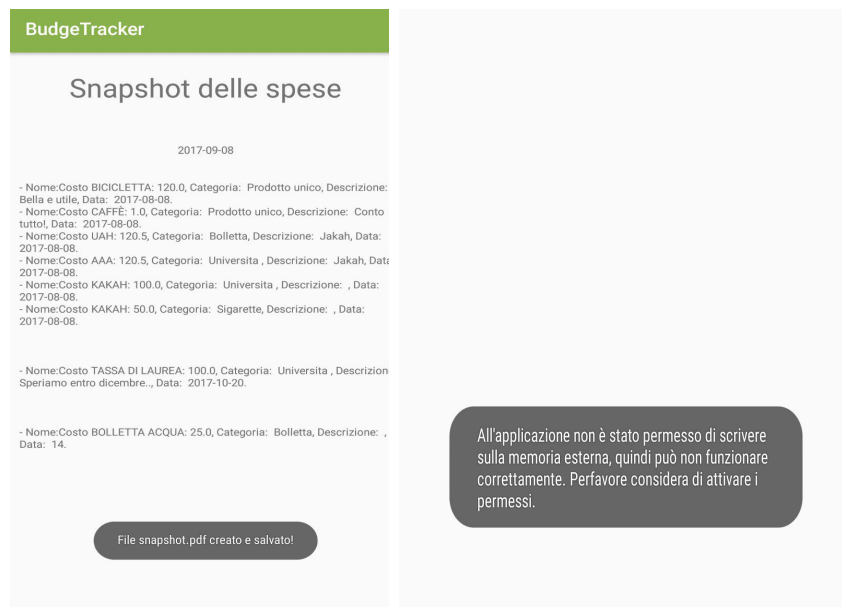 BudgeTracker
Snapshot delle spese
2017-09-08
- Nome:Costo BICICLETTA: 120.0, Categoria:  Prodotto unico, Descrizione:
Bella e utile, Data:  2017-08-08.
- Nome:Costo CAFFÈ: 1.0, Categoria:  Prodotto unico, Descrizione:  Conto
tutto!, Data:  2017-08-08.
- Nome:Costo UAH: 120.5, Categoria:  Bolletta, Descrizione:  Jakah, Data:
2017-08-08.
- Nome:Costo AAA: 120.5, Categoria:  Universita , Descrizione:  Jakah, Data
2017-08-08.
- Nome:Costo KAKAH: 100.0, Categoria:  Universita , Descrizione:  , Data:
2017-08-08.
- Nome:Costo KAKAH: 50.0, Categoria:  Sigarette, Descrizione:  , Data:
2017-08-08.
- Nome:Costo TASSA DI LAUREA: 100.0, Categoria:  Universita , Descrizion
Speriamo entro dicembre.., Data:  2017-10-20.
- Nome:Costo BOLLETTA ACQUA: 25.0, Categoria:  Bolletta, Descrizione:  ,
Data:  14.
File snapshot.pdf creato e salvato!
All'applicazione non è stato permesso di scrivere
sulla memoria esterna, quindi può non funzionare
correttamente. Perfavore considera di attivare i
permessi.